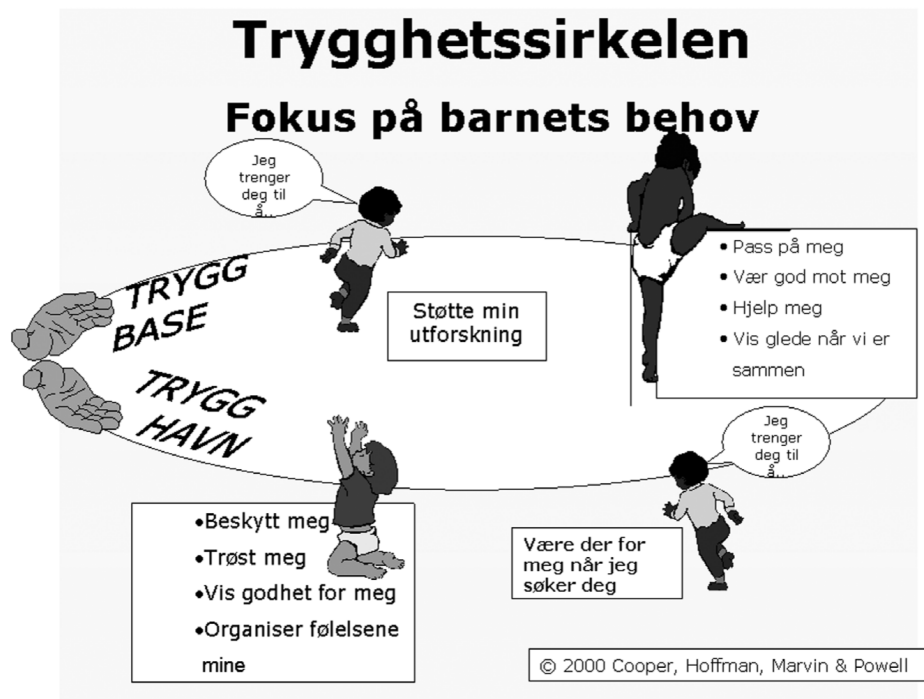 Trygghetssirkelen
Fokus på barnets behov
Jeg
trenger
deg til
å..
TRYGG
BASE
Støtte min
utforskning
• Pass på meg
• Vær god mot meg
• Hjelp meg
• Vis glede når vi er
sammen
TRYGG
HAVN
Jeg
trenger
deg til
å..
•Beskytt meg
•Trøst meg
•Vis godhet for meg
•Organiser følelsene
mine
Være der for
meg når jeg
søker deg
© 2000 Cooper, Hoffman, Marvin & Powell